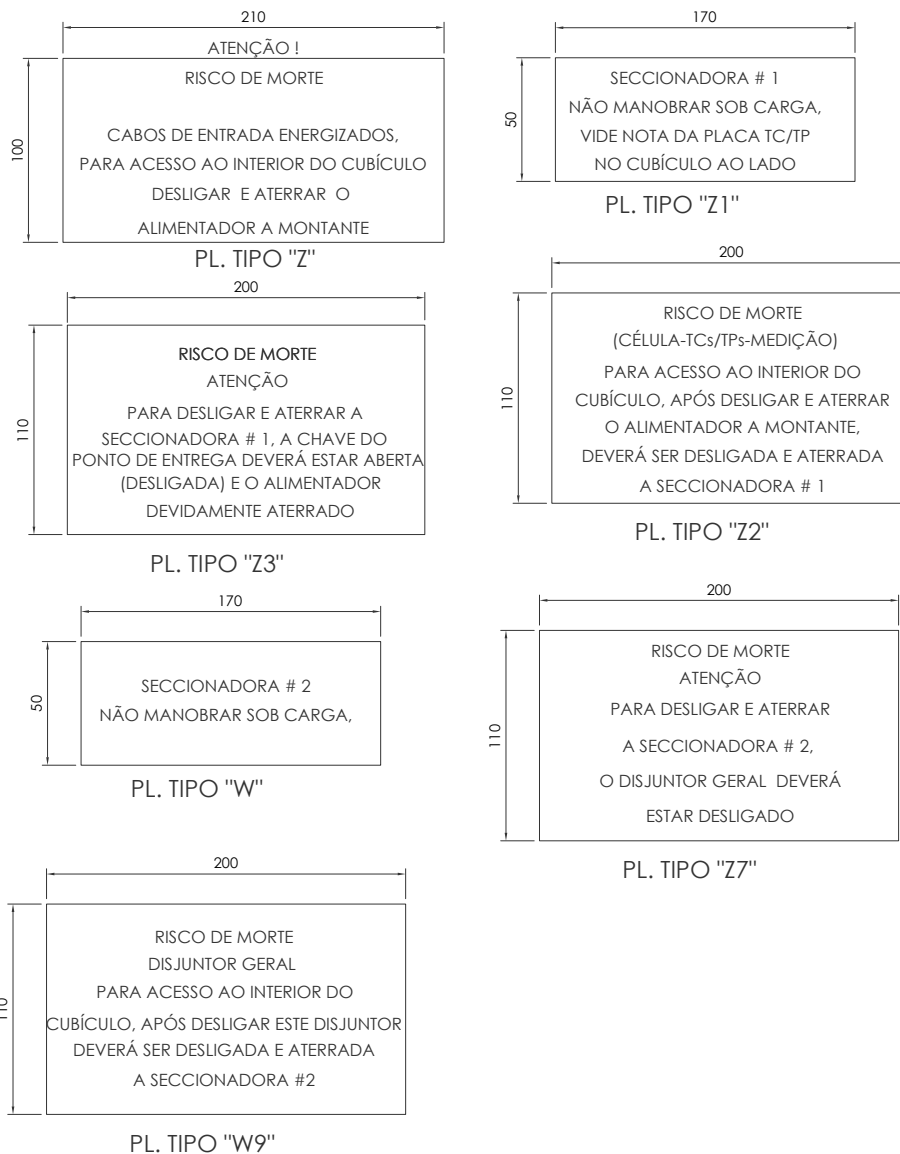 210
ATENÇÃO !
100
RISCO DE MORTE
CABOS DE ENTRADA ENERGIZADOS,
PARA ACESSO AO INTERIOR DO CUBÍCULO
DESLIGAR E ATERRAR O
ALIMENTADOR A MONTANTE
PL. TIPO "Z"
170
50
SECCIONADORA # 1
NÃO MANOBRAR SOB CARGA,
VIDE NOTA DA PLACA TC/TP
NO CUBÍCULO AO LADO
PL. TIPO "Z1"
200
110
RISCO DE MORTE
ATENÇÃO
PARA DESLIGAR E ATERRAR A
SECCIONADORA # 1, A CHAVE DO
PONTO DE ENTREGA DEVERÁ ESTAR ABERTA
(DESLIGADA) E O ALIMENTADOR
DEVIDAMENTE ATERRADO
PL. TIPO "Z3"
200
110
RISCO DE MORTE
(CÉLULA-TCs/TPs-MEDIÇÃO)
PARA ACESSO AO INTERIOR DO
CUBÍCULO, APÓS DESLIGAR E ATERRAR
O ALIMENTADOR A MONTANTE,
DEVERÁ SER DESLIGADA E ATERRADA
A SECCIONADORA # 1
PL. TIPO "Z2"
170
50
SECCIONADORA # 2
NÃO MANOBRAR SOB CARGA,
PL. TIPO "W"
200
110
RISCO DE MORTE
ATENÇÃO
PARA DESLIGAR E ATERRAR
A SECCIONADORA # 2,
O DISJUNTOR GERAL DEVERÁ
ESTAR DESLIGADO
PL. TIPO "Z7"
200
110
RISCO DE MORTE
DISJUNTOR GERAL
PARA ACESSO AO INTERIOR DO
CUBÍCULO, APÓS DESLIGAR ESTE DISJUNTOR
DEVERÁ SER DESLIGADA E ATERRADA
A SECCIONADORA #2
PL. TIPO "W9"